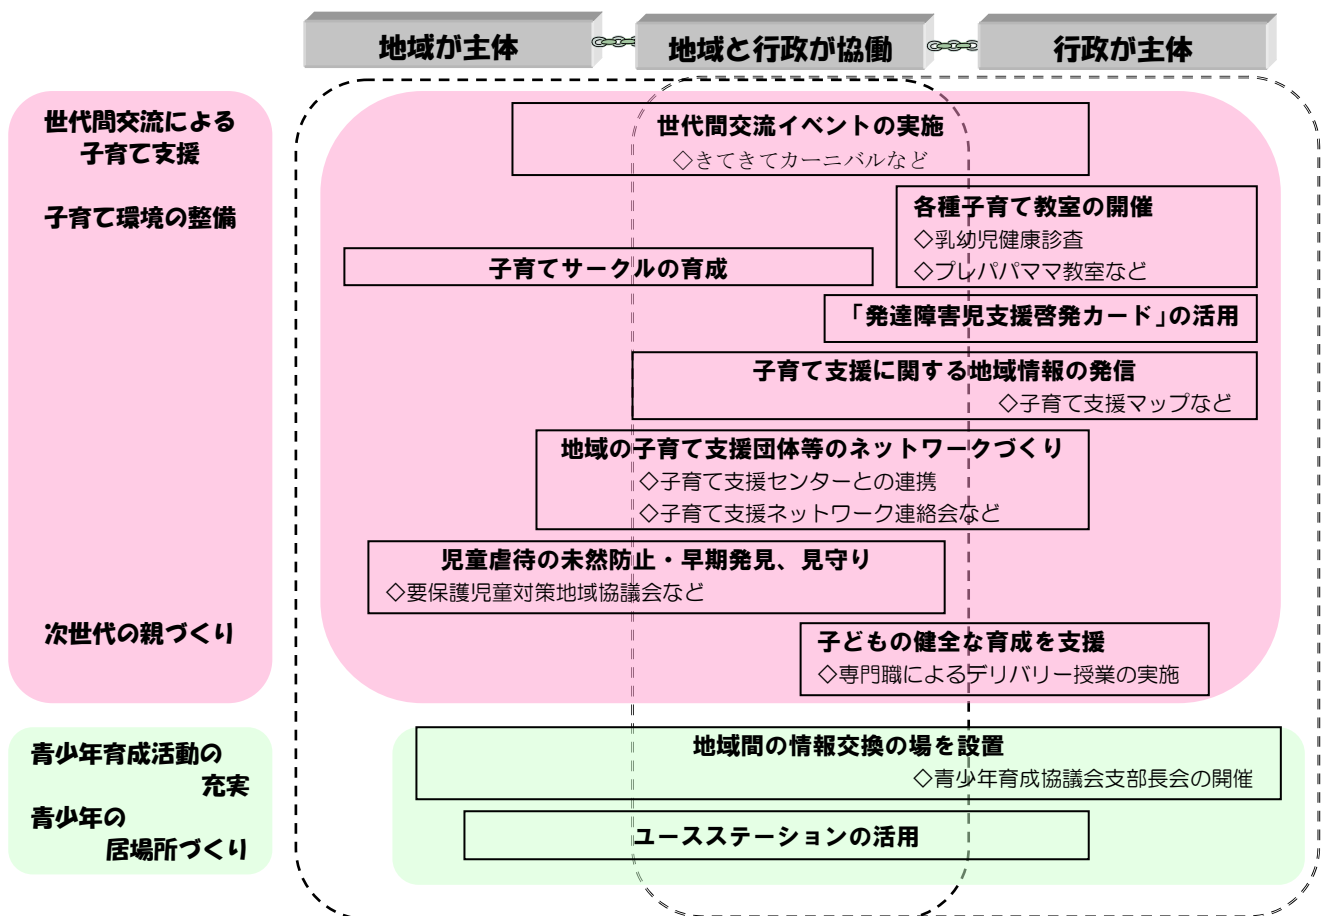 地域が主体
地域と行政が協働
行政が主体
世代間交流による
子育て支援
世代間交流イベントの実施
◇きてきてカーニバルなど
子育て環境の整備
各種子育て教室の開催
◇乳幼児健康診査
◇プレパパママ教室など
子育てサークルの育成
「発達障害児支援啓発カード」の活用
子育て支援に関する地域情報の発信
◇子育て支援マップなど
地域の子育て支援団体等のネットワークづくり
◇子育て支援センターとの連携
◇子育て支援ネットワーク連絡会など
児童虐待の未然防止・早期発見、見守り
◇要保護児童対策地域協議会など
次世代の親づくり
子どもの健全な育成を支援
◇専門職によるデリバリー授業の実施
青少年育成活動の
充実
地域間の情報交換の場を設置
◇青少年育成協議会支部長会の開催
青少年の
居場所づくり
ユースステーションの活用